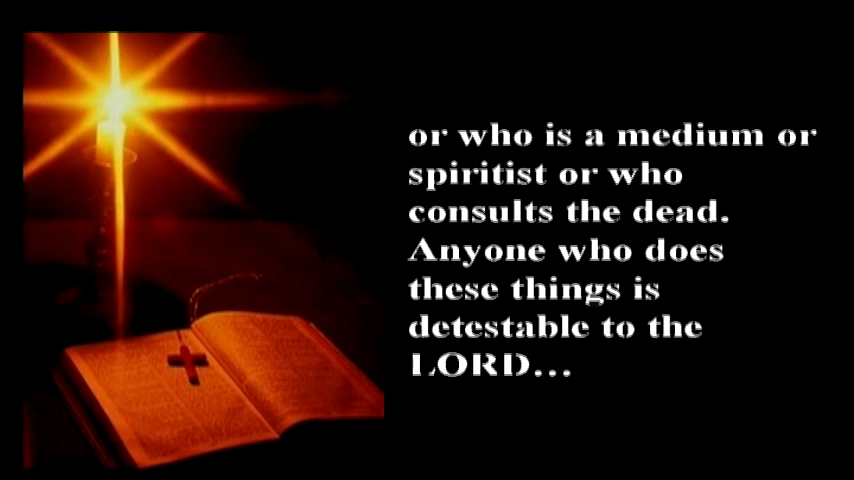 or who is a medium or
spiritist or who
consults the dead.
Anyone who does
these things is
detestable to the
LORD...